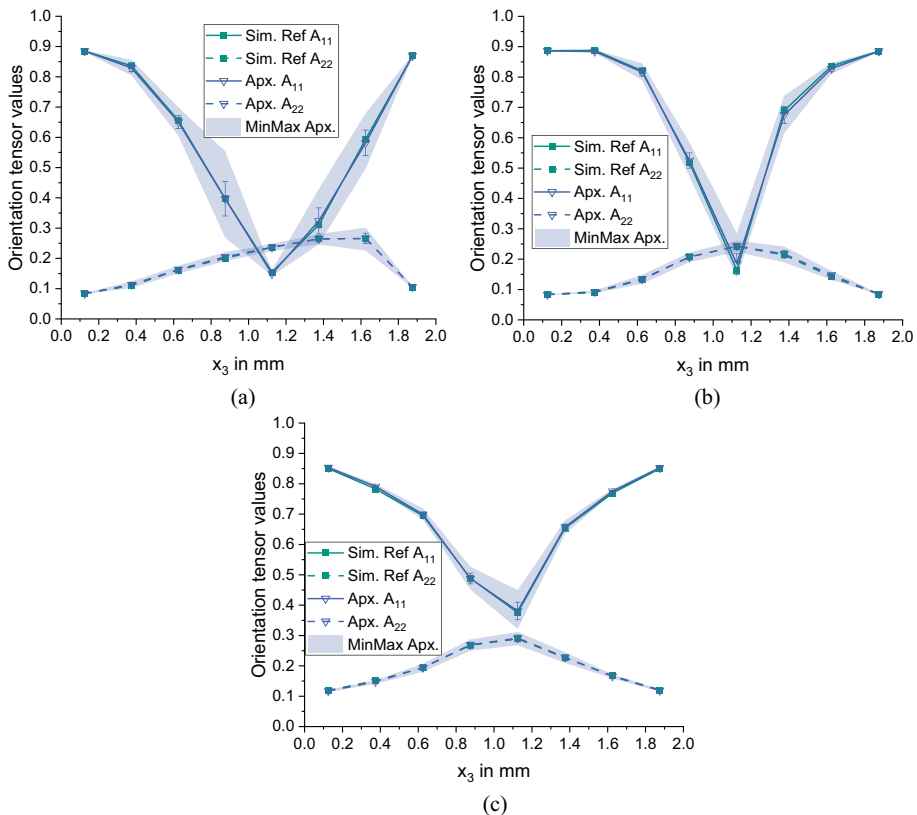 Orientation tensor values
1.0
0.9
0.8
0.7
0.6
0.5
0.4
0.3
0.2
0.1
0.0
Sim. Ref A11
Sim. Ref A22
Apx. A11
Apx. A22
MinMax Apx.
0.0 0.2 0.4 0.6 0.8 1.0 1.2 1.4 1.6 1.8 2.0
x3 in mm
(a)
Orientation tensor values
1.0
0.9
0.8
0.7
0.6
0.5
0.4
0.3
0.2
0.1
0.0
Sim. Ref A11
Sim. Ref A22
Apx. A11
Apx. A22
MinMax Apx.
0.0 0.2 0.4 0.6 0.8 1.0 1.2 1.4 1.6 1.8 2.0
x3 in mm
(b)
Orientation tensor values
1.0
0.9
0.8
0.7
0.6
0.5
0.4
0.3
0.2
0.1
0.0
Sim. Ref A11
Sim. Ref A22
Apx. A11
Apx. A22
MinMax Apx.
0.0 0.2 0.4 0.6 0.8 1.0 1.2 1.4 1.6 1.8 2.0
x3 in mm
(c)